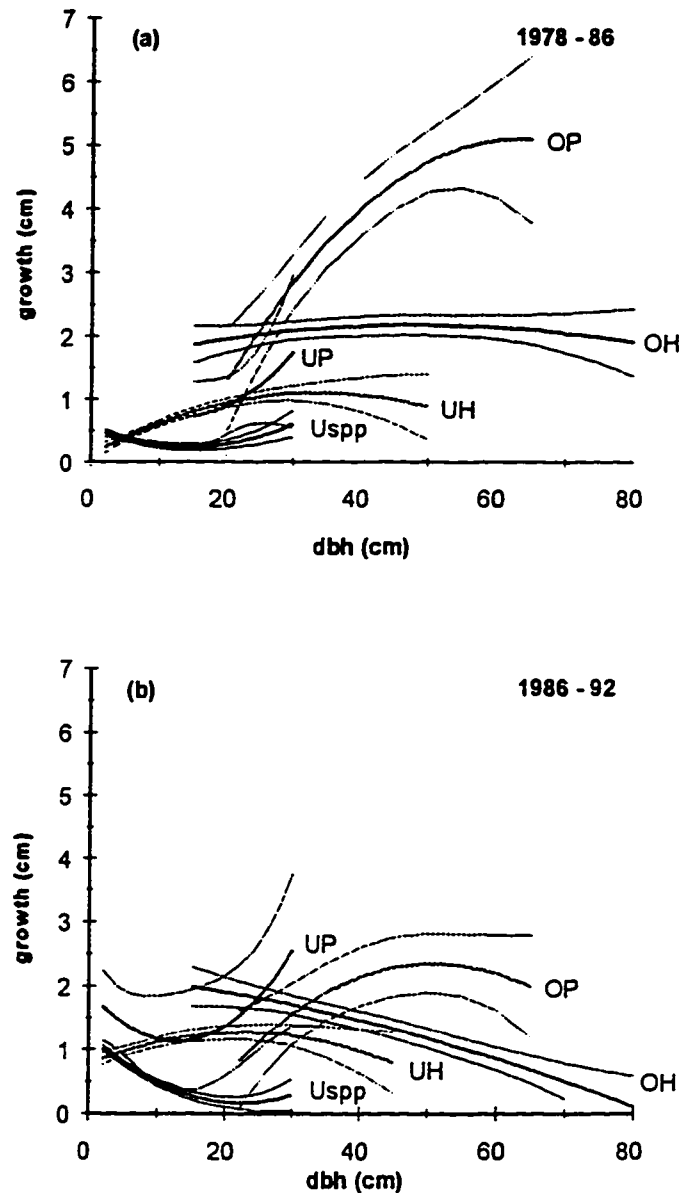 (a) 1978 - 86
7
6
5
4
3
2
1
0
growth (cm)
OP
OH
UP
UH
Uspp
0 20 40 60 80
dbh (cm)
(b) 1986 - 92
7
6
5
4
3
2
1
0
growth (cm)
UP
OP
UH
OH
Uspp
0 20 40 60 80
dbh (cm)